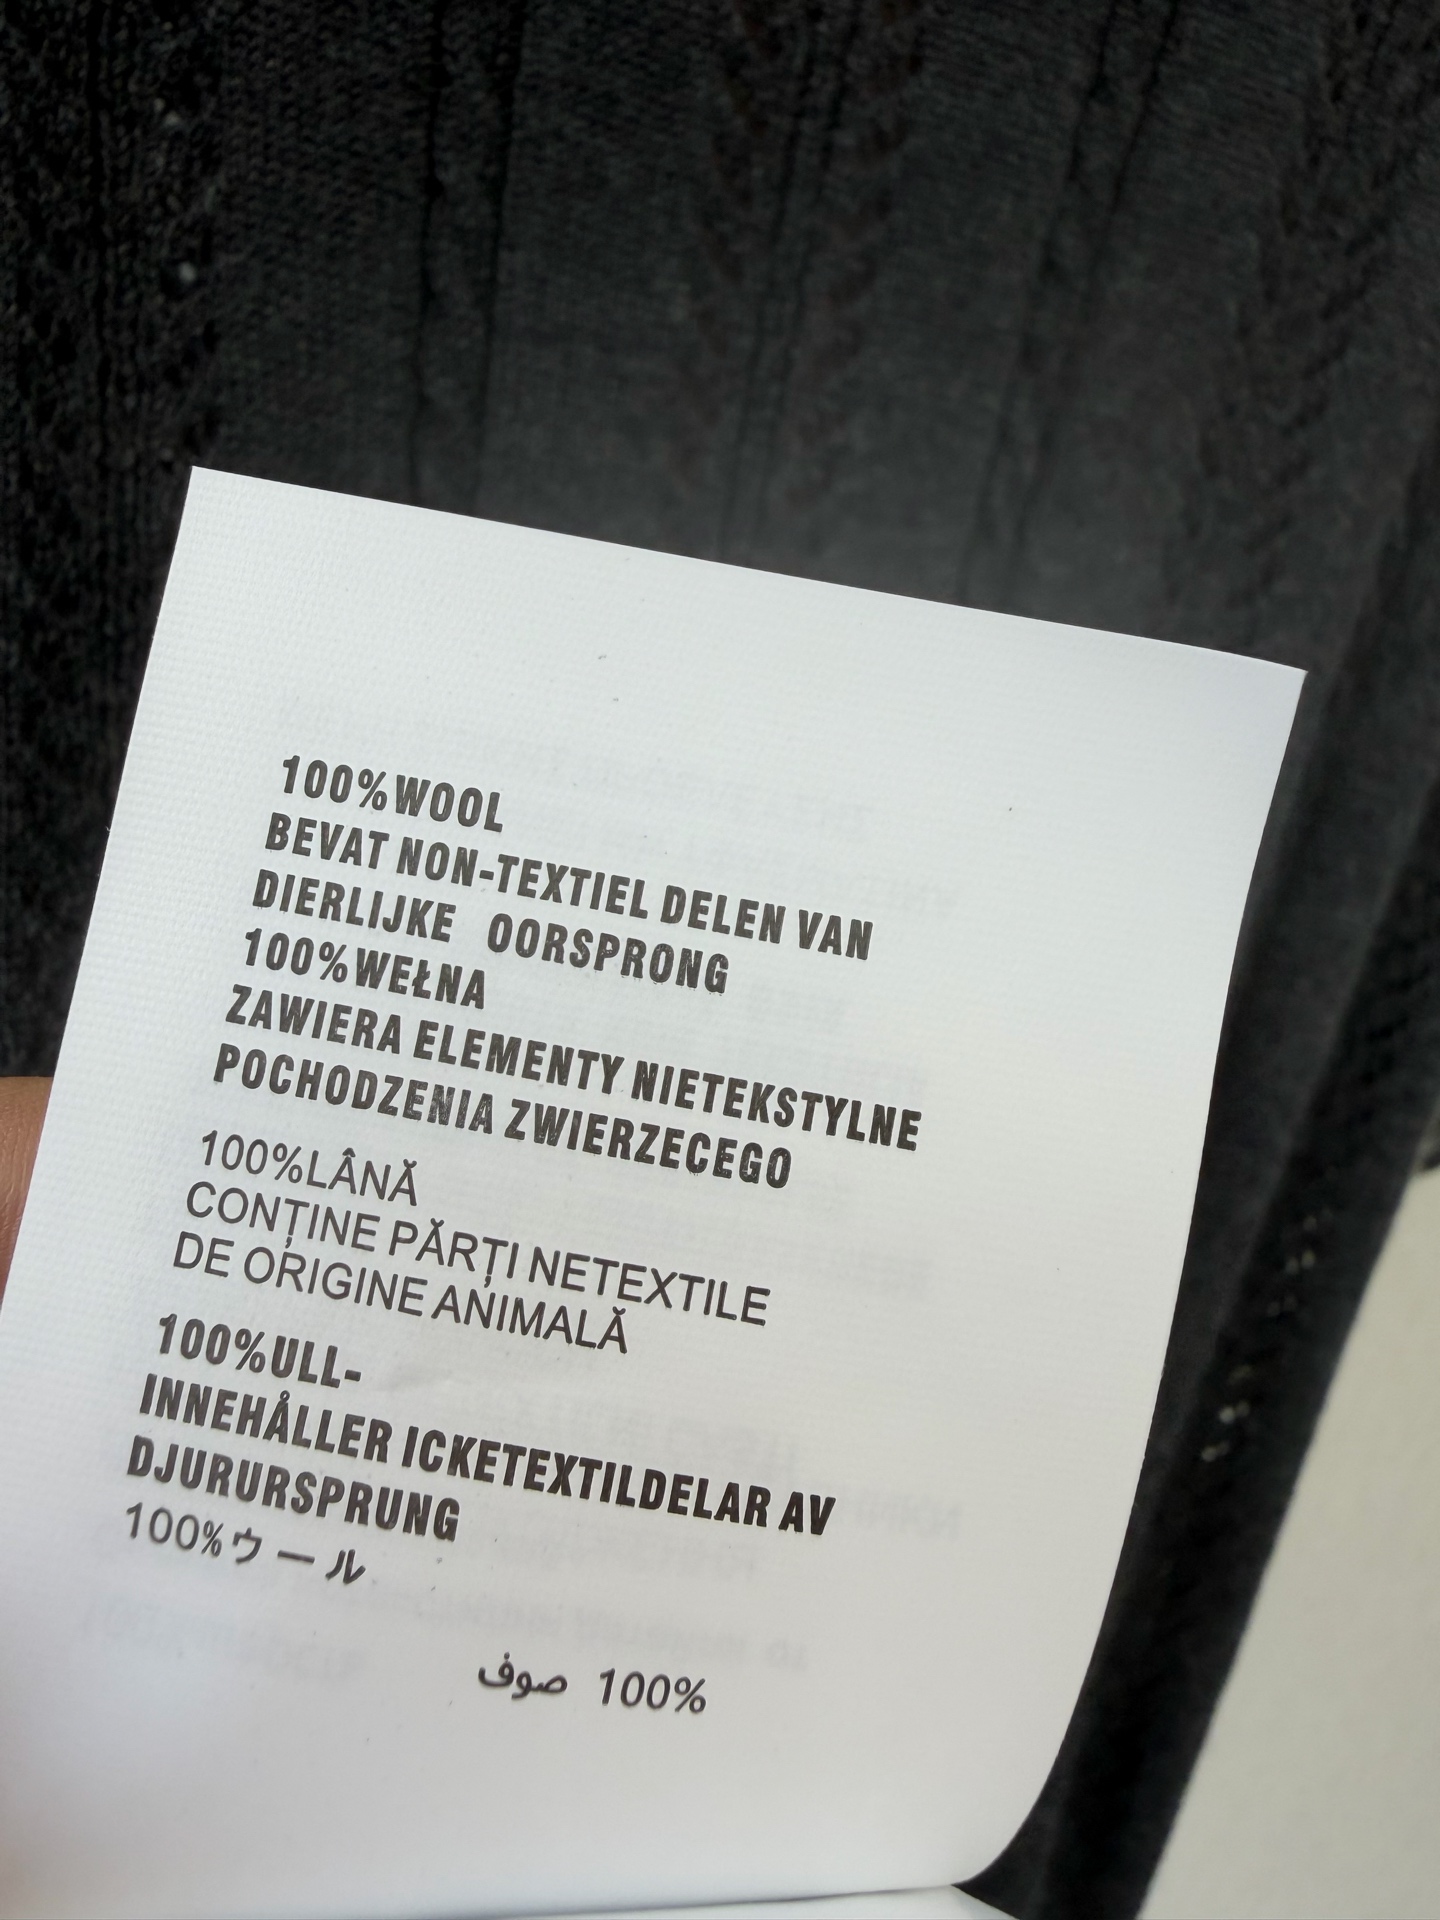 100%WOOL
BEVAT NON-TEXTIEL DELEN VAN
DIERLIJKE OORSPRONG
100%WEŁNA
ZAWIERA ELEMENTY NIETEKSTYLNE
POCHODZENIA ZWIERZECEGO
100%LÂNĂ
CONȚINE PĂRȚI NETEXTILE
DE ORIGINE ANIMALĂ
100%ULL-
INNEHÅLLER ICKETEXTILDELAR AV
DJURURSPRUNG
100%ウール
100% صوف